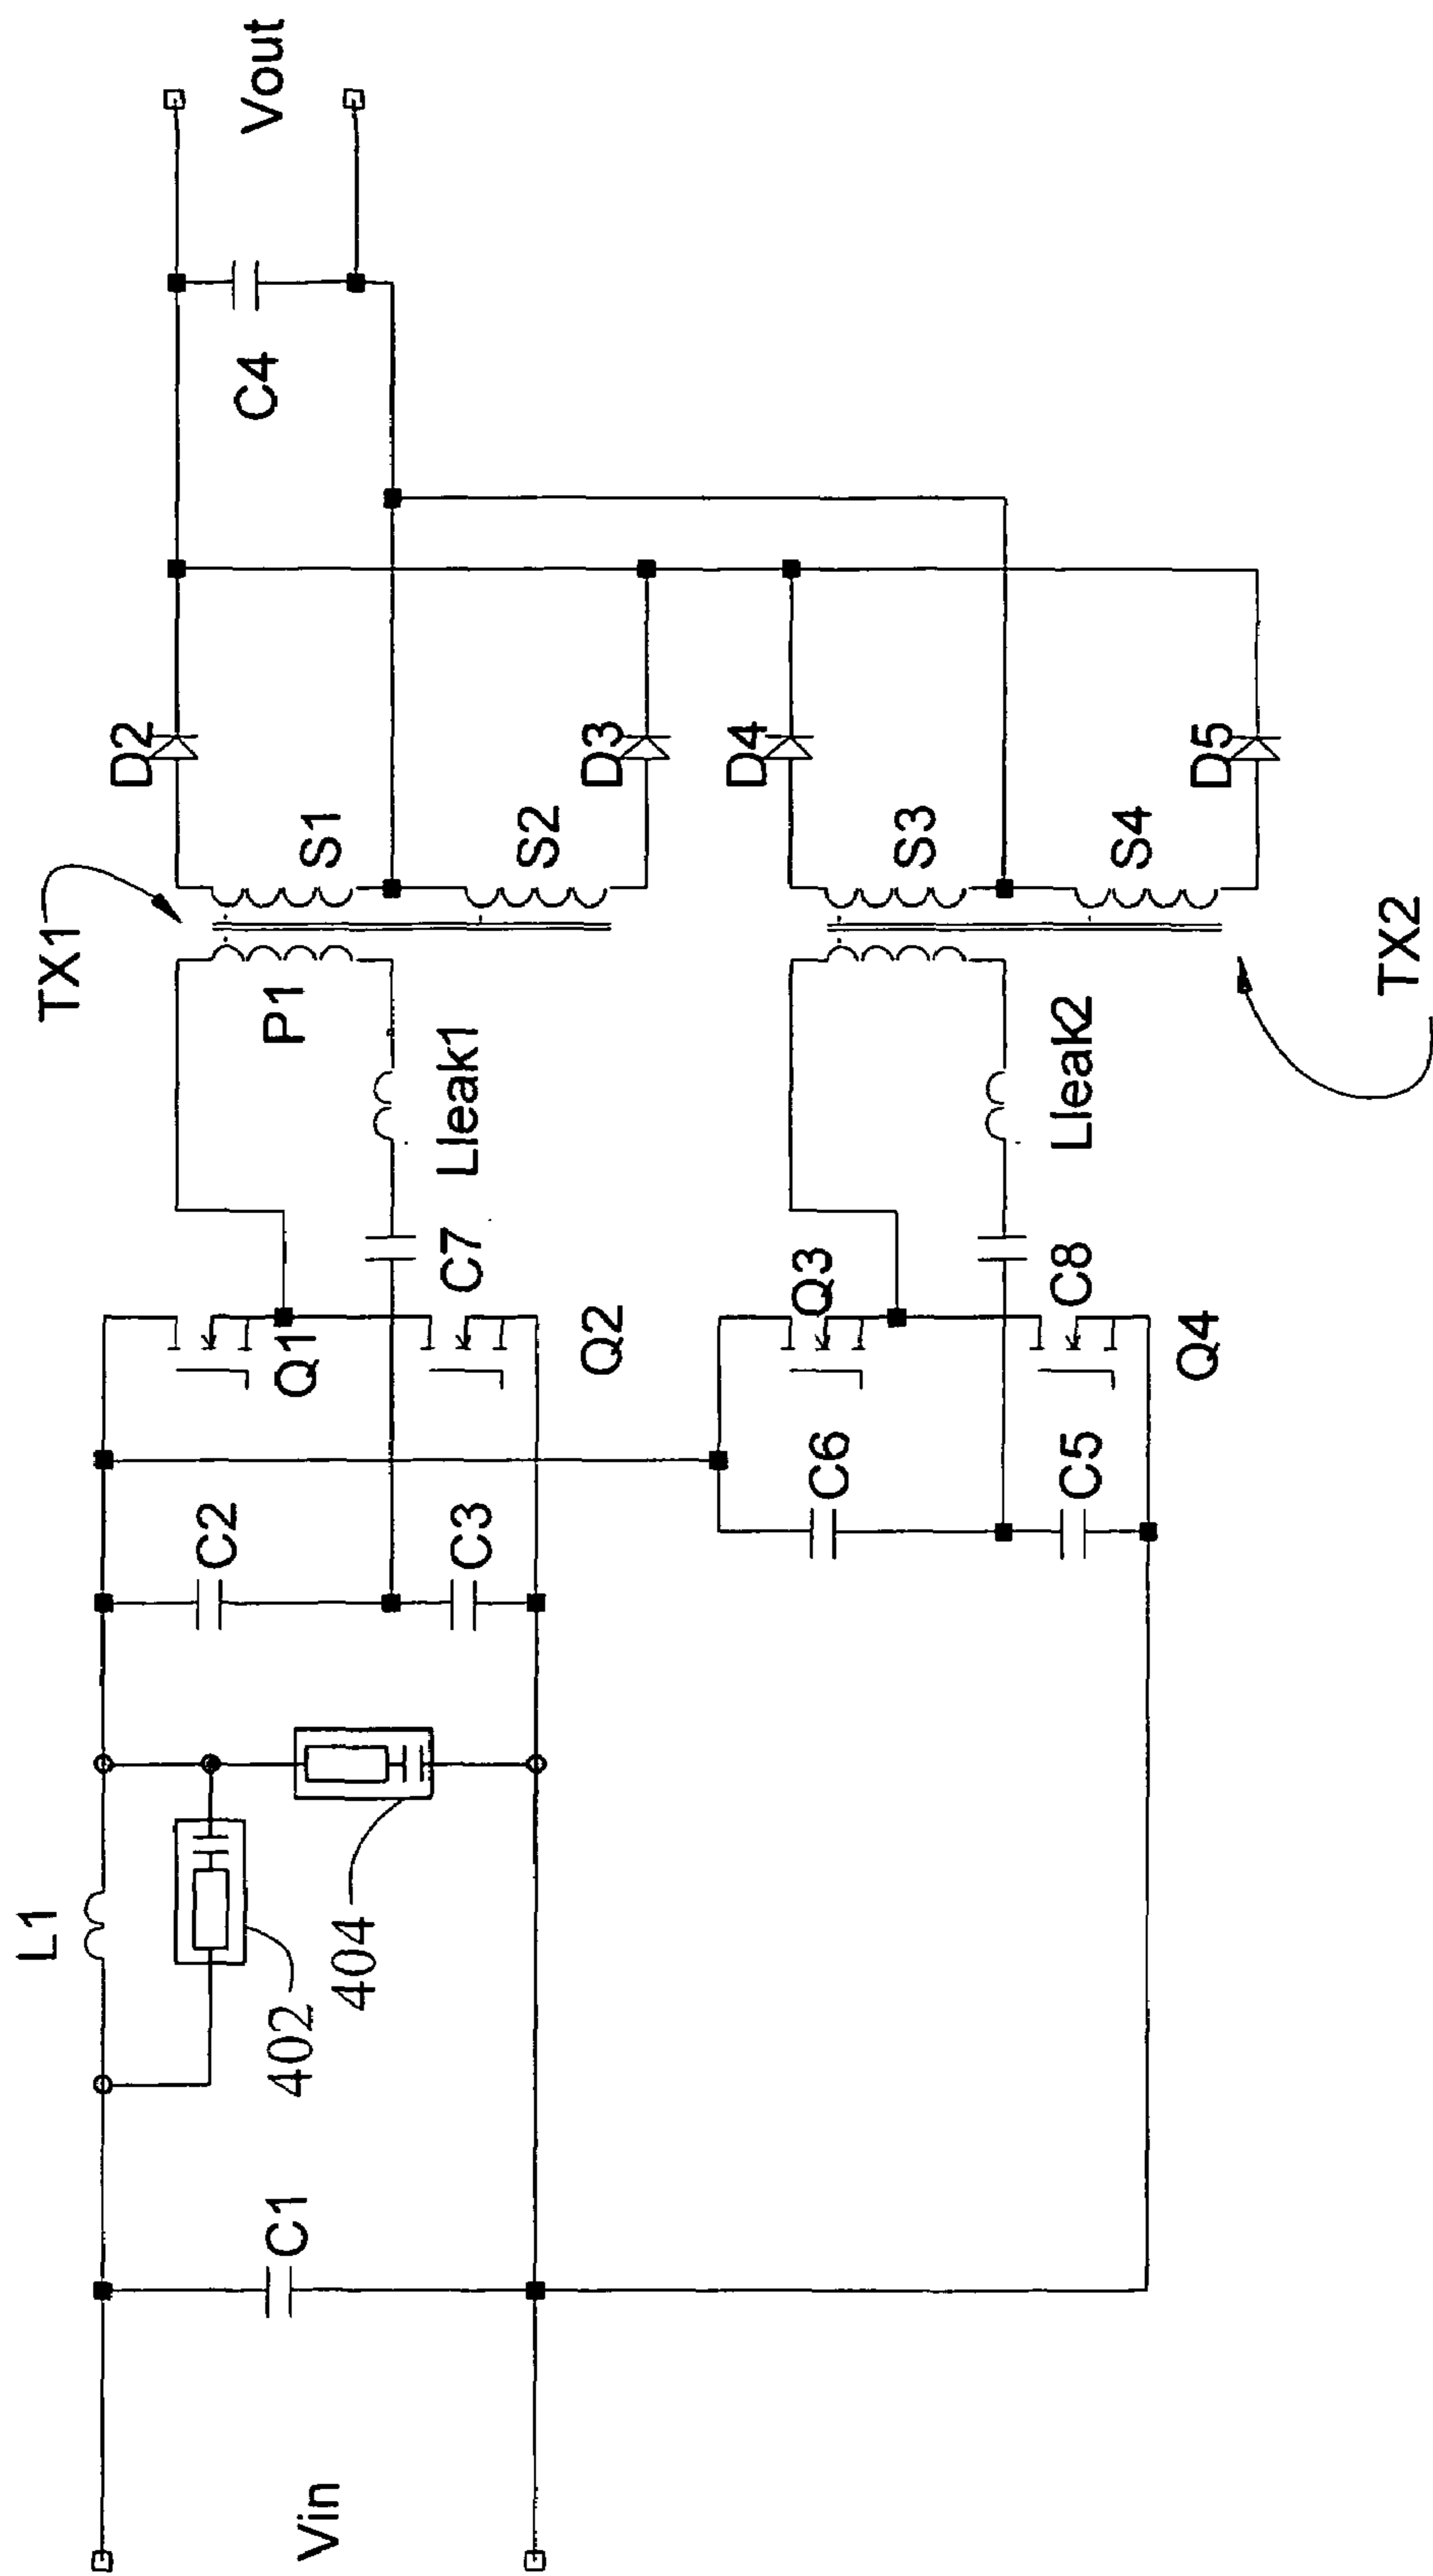 Vin
C1
L1
402
404
C2
C3
Q1
Q2
C7
Lleak1
P1
TX1
S1
S2
D2
D3
C4
Vout
C6
C5
Q3
Q4
C8
Lleak2
TX2
S3
S4
D4
D5